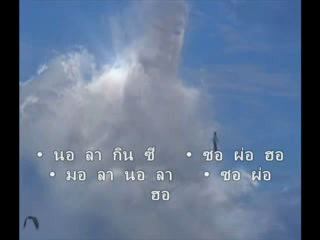 • นอ ลา กิน ซี • ซอ ผ่อ ฮอ
• มอ ลา นอ ลา • ซอ ผ่อ
ฮอ